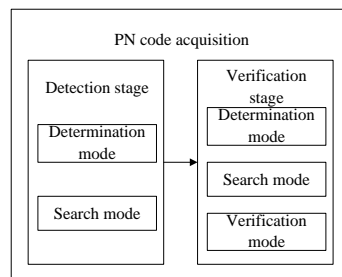 PN code acquisition
Detection stage
Determination
mode
Search mode
Verification
stage
Determination
mode
Search mode
Verification
mode